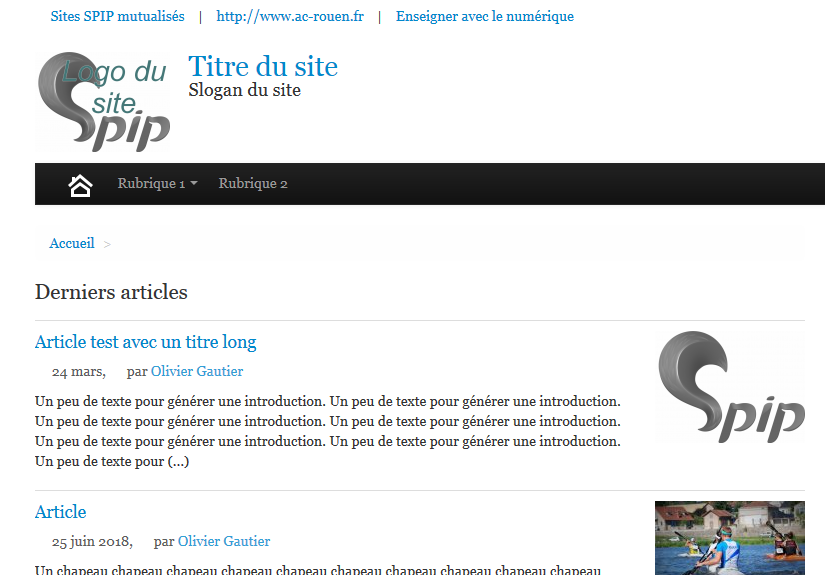 Sites SPIP mutualisés | http://www.ac-rouen.fr | Enseigner avec le numérique
Logo du
site
Spip
Titre du site
Slogan du site
Rubrique 1 Rubrique 2
Accueil >
Derniers articles
Article test avec un titre long
24 mars, par Olivier Gautier
Un peu de texte pour générer une introduction. Un peu de texte pour générer une introduction.
Un peu de texte pour générer une introduction. Un peu de texte pour générer une introduction.
Un peu de texte pour générer une introduction. Un peu de texte pour générer une introduction.
Un peu de texte pour (...)
Spip
Article
25 juin 2018, par Olivier Gautier
Un chapeau chapeau chapeau chapeau chapeau chapeau chapeau chapeau chapeau chapeau